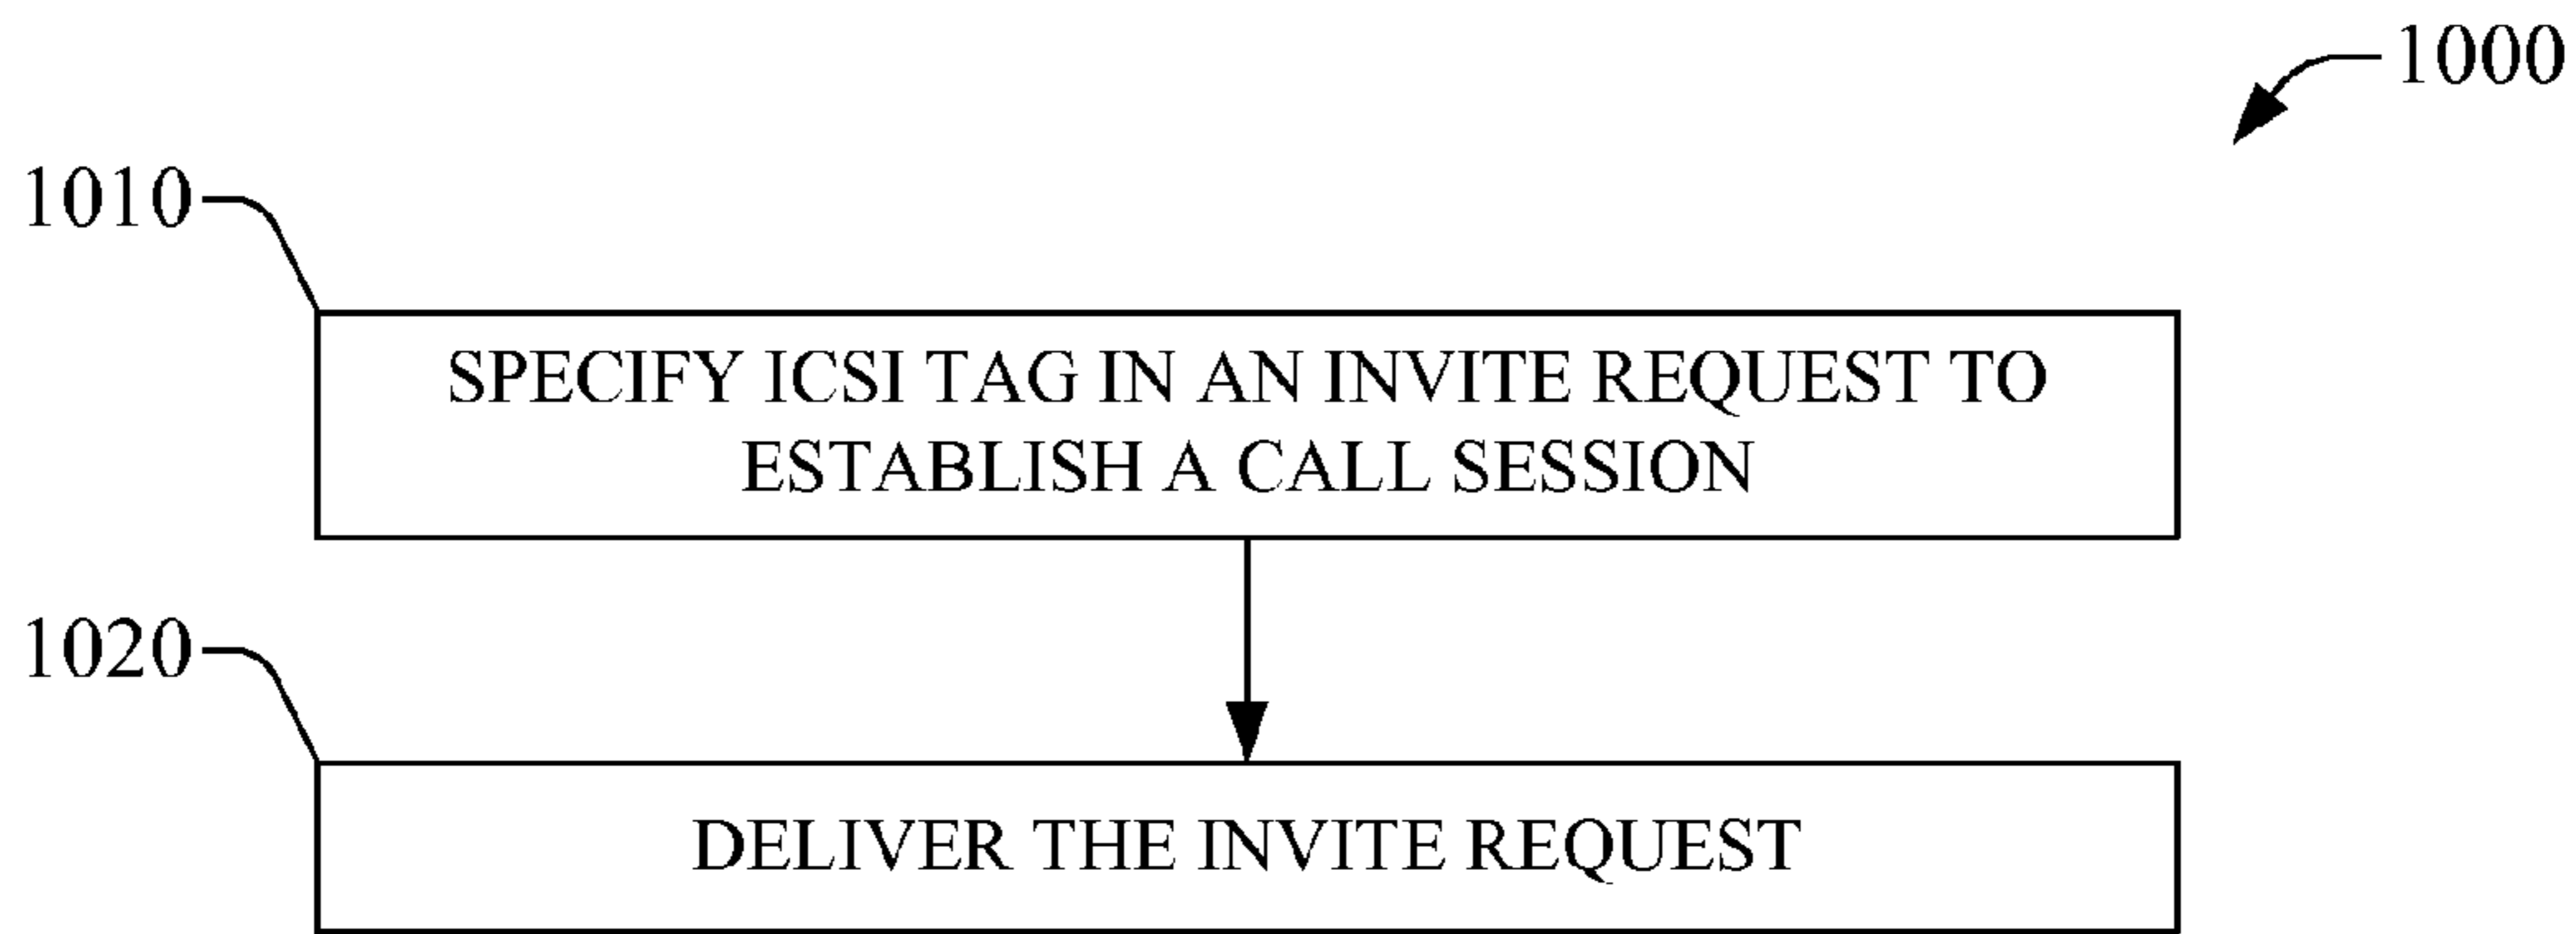 1000
1010
SPECIFY ICSI TAG IN AN INVITE REQUEST TO
ESTABLISH A CALL SESSION
1020
DELIVER THE INVITE REQUEST